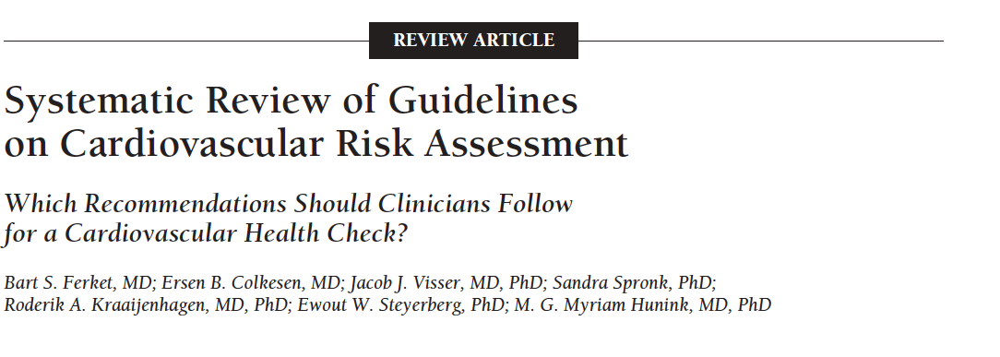 REVIEW ARTICLE
Systematic Review of Guidelines
on Cardiovascular Risk Assessment
Which Recommendations Should Clinicians Follow
for a Cardiovascular Health Check?
Bart S. Ferket, MD; Ersen B. Colkesen, MD; Jacob J. Visser, MD, PhD; Sandra Spronk, PhD;
Roderik A. Kraaijenhagen, MD, PhD; Ewout W. Steyerberg, PhD; M. G. Myriam Hunink, MD, PhD